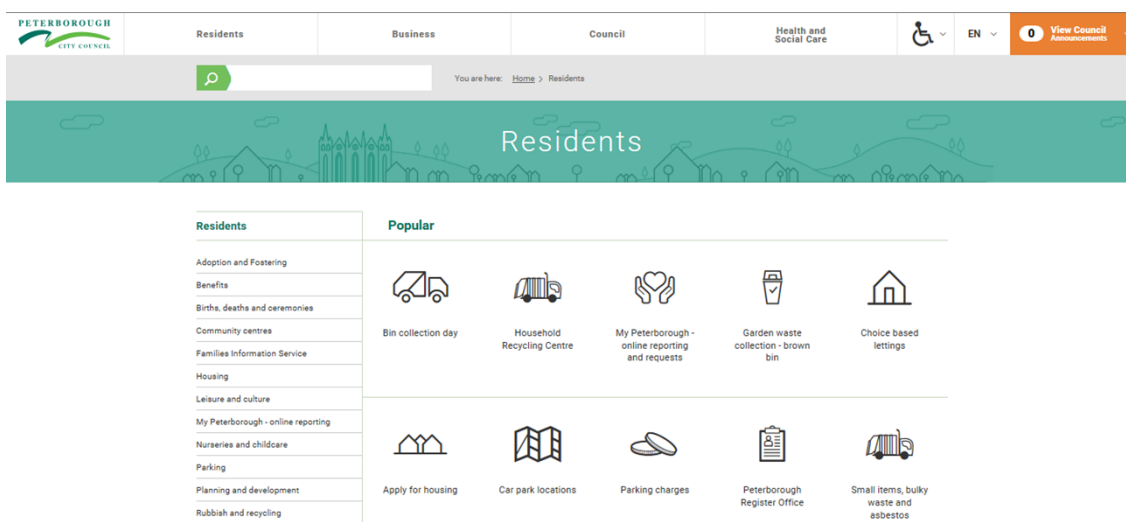 PETERBOROUGH
CITY COUNCIL
Residents
Business
Council
Health and
Social Care
EN
0
View Council
Announcements
You are here: Home > Residents
Residents
Residents
Adoption and Fostering
Benefits
Births, deaths and ceremonies
Community centres
Families Information Service
Housing
Leisure and culture
My Peterborough - online reporting
Nurseries and childcare
Parking
Planning and development
Rubbish and recycling
Popular
Bin collection day
Household
Recycling Centre
My Peterborough -
online reporting
and requests
Garden waste
collection - brown
bin
Choice based
lettings
Apply for housing
Car park locations
Parking charges
Peterborough
Register Office
Small items, bulky
waste and
asbestos